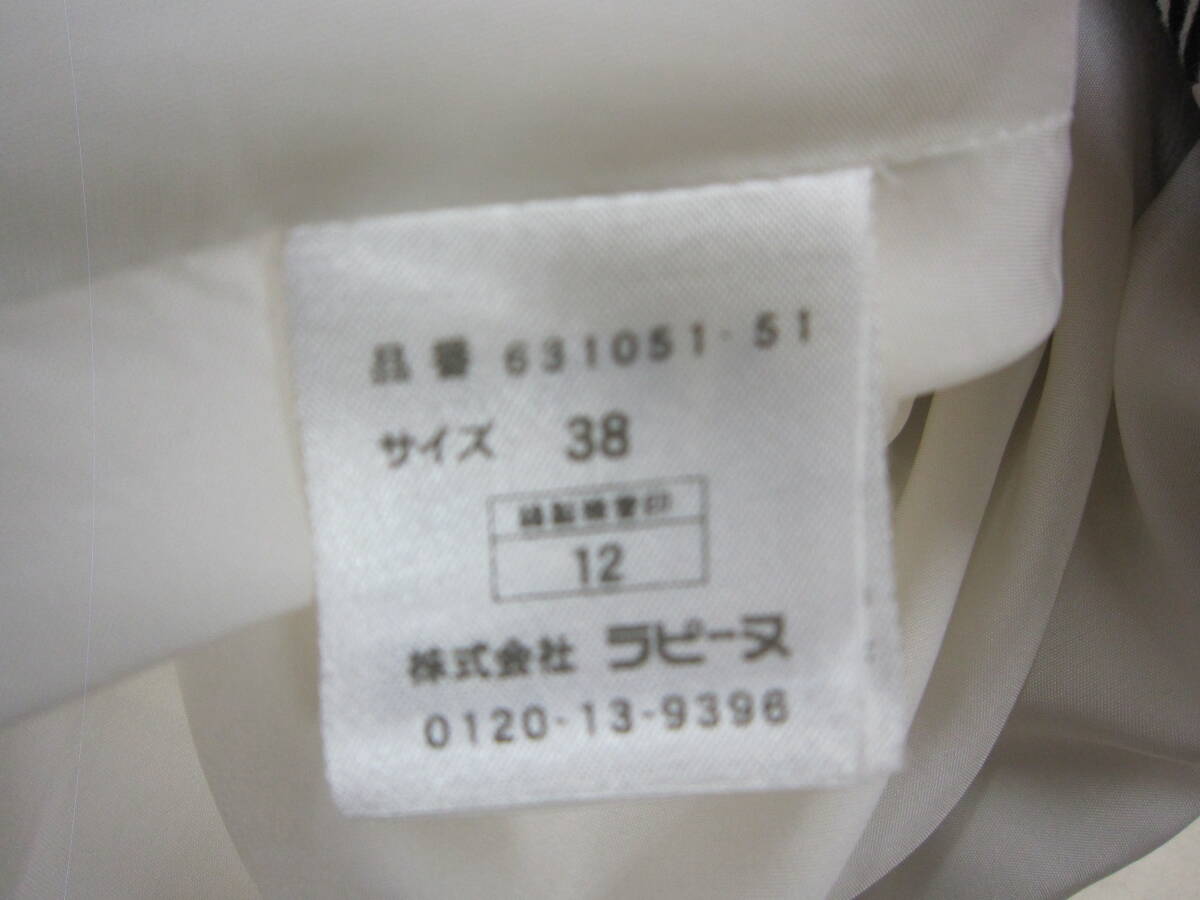 品番 631051-51
サイズ 38
縫製検査印
12
株式会社 ラピーヌ
0120-13-9396